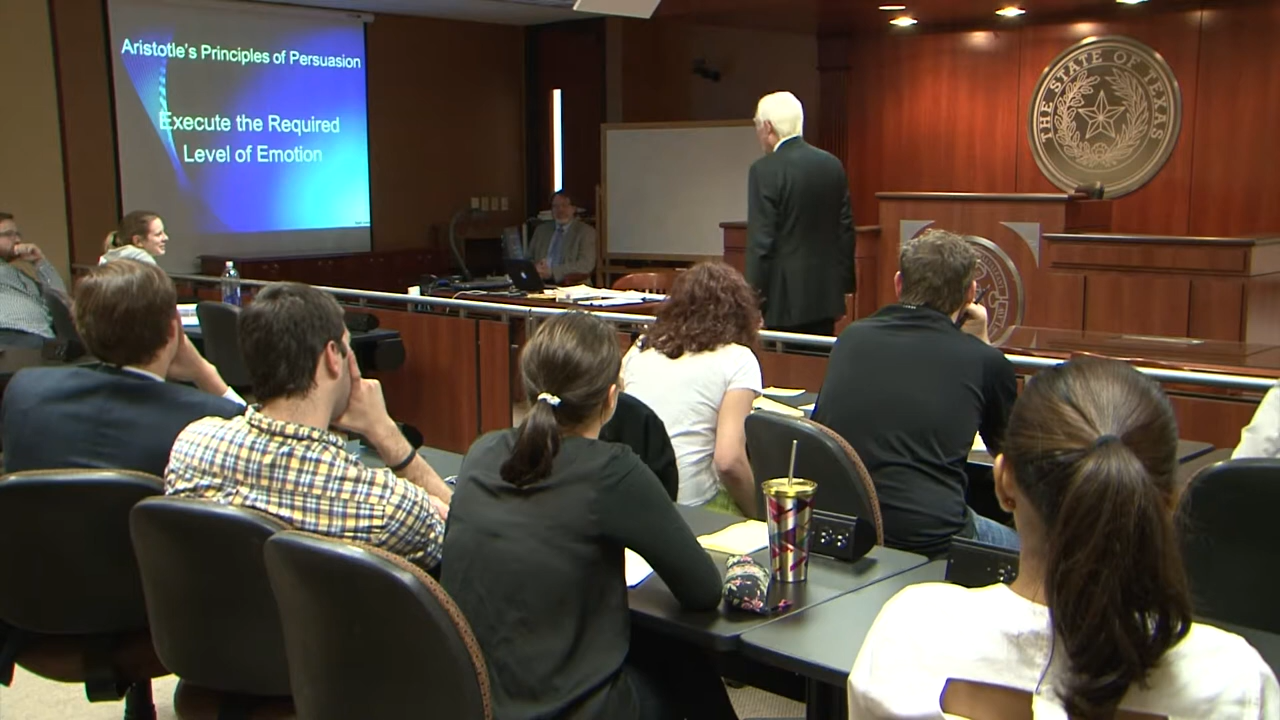 Aristotle's Principles of Persuasion
Execute the Required
Level of Emotion
THE STATE OF TEXAS